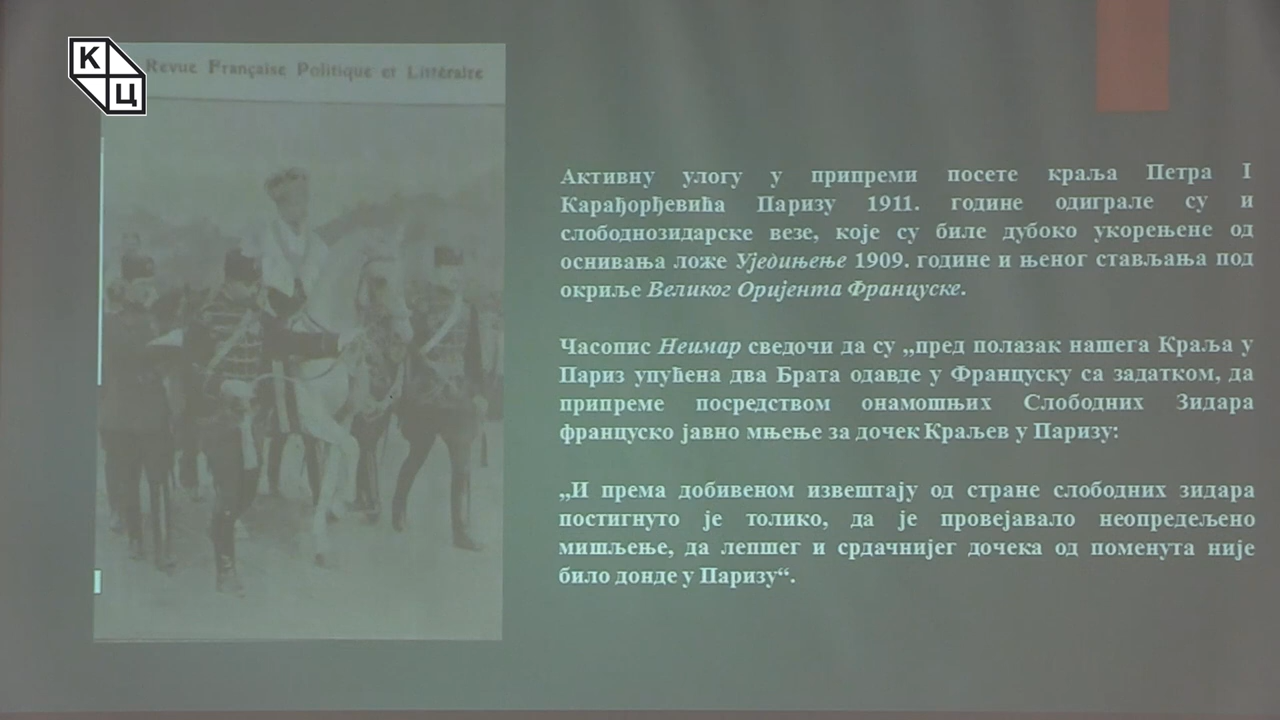 К
Ц
Revue Française Politique et Littéraire
Активну улогу у припреми посете краља Петра I
Карађорђевића Паризу 1911. године одиграле су и
слободнозидарске везе, које су биле дубоко укорењене од
оснивања ложе Уједињење 1909. године и њеног стављања под
окриље Великог Оријента Француске.
Часопис Неимар сведочи да су „пред полазак нашега Краља у
Париз упућена два Брата одавде у Француску са задатком, да
припреме посредством онамошњих Слободних Зидара
француско јавно мњење за дочек Краљев у Паризу:
„И према добивеном извештају од стране слободних зидара
постигнуто је толико, да је провејавало неопредељено
мишљење, да лепшег и срдачнијег дочека од поменута није
било донде у Паризу“.